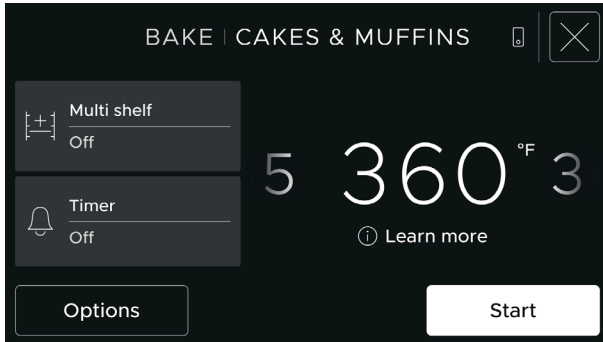 BAKE | CAKES & MUFFINS
Multi shelf
Off
Timer
Off
5 360 °F 3
Learn more
Options
Start